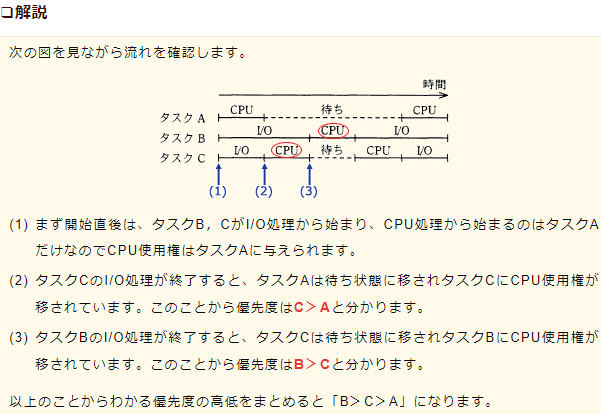 ❏解説
次の図を見ながら流れを確認します。
時間
タスク A CPU 待ち CPU
タスク B I/O CPU I/O
タスク C I/O CPU 待ち CPU I/O
(1) (2) (3)
(1) まず開始直後は、タスクB，CがI/O処理から始まり、CPU処理から始まるのはタスクA
だけなのでCPU使用権はタスクAに与えられます。
(2) タスクCのI/O処理が終了すると、タスクAは待ち状態に移されタスクCにCPU使用権が
移されています。このことから優先度はC＞Aと分かります。
(3) タスクBのI/O処理が終了すると、タスクCは待ち状態に移されタスクBにCPU使用権が
移されています。このことから優先度はB＞Cと分かります。
以上のことからわかる優先度の高低をまとめると「B＞C＞A」になります。